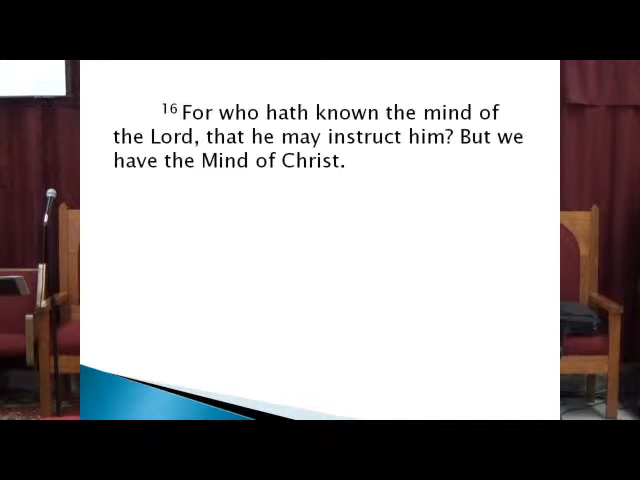 16 For who hath known the mind of
the Lord, that he may instruct him? But we
have the Mind of Christ.